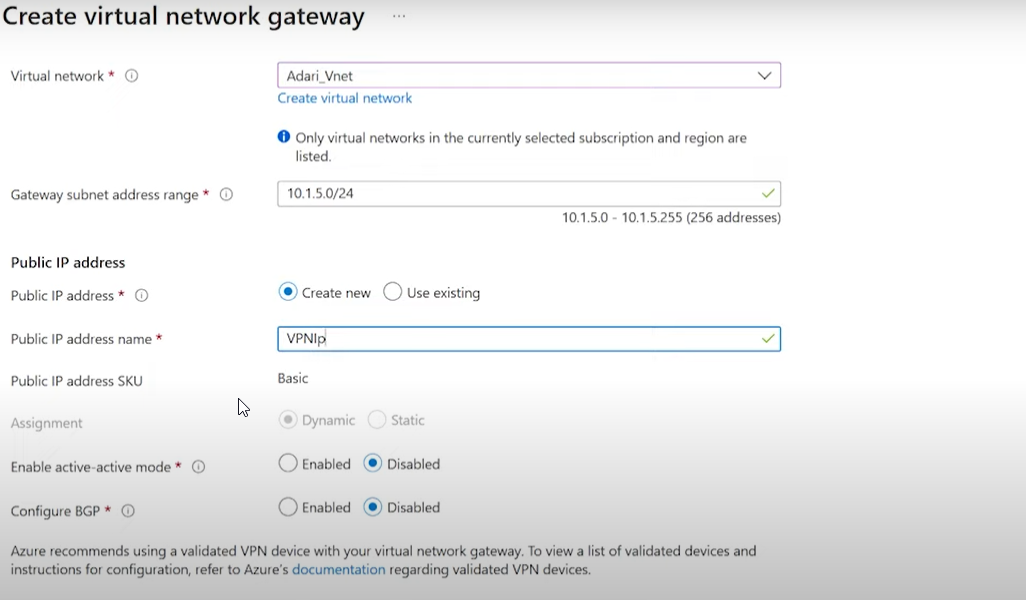 Create virtual network gateway ...
Virtual network *
Adari_Vnet
Create virtual network
Only virtual networks in the currently selected subscription and region are
listed.
Gateway subnet address range *
10.1.5.0/24
10.1.5.0 - 10.1.5.255 (256 addresses)
Public IP address
Public IP address *
Create new Use existing
Public IP address name *
VPNIp
Public IP address SKU
Basic
Assignment
Dynamic Static
Enable active-active mode *
Enabled Disabled
Configure BGP *
Enabled Disabled
Azure recommends using a validated VPN device with your virtual network gateway. To view a list of validated devices and
instructions for configuration, refer to Azure's documentation regarding validated VPN devices.